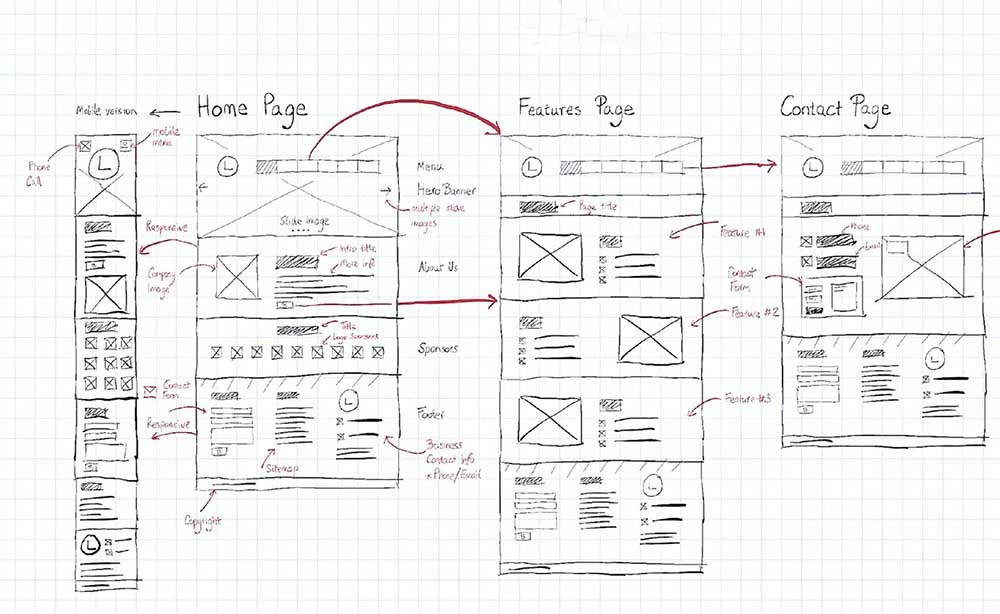 Mobile version
Home Page
Features Page
Contact Page
Phone
Call
mobile
menu
L
Responsive
Company
Image
Contact
Form
Responsive
L
L
Slide image
Intro title
More info
Title
Logo Sponsors
L
Sitemap
Copyright
Menu
Hero Banner
multiple slide
images
About Us
Sponsors
Footer
Business
Contact info
* Phone/Email
L
Page title
Feature #1
Feature #2
Feature #3
L
L
Phone
Email
Contact
Form
L